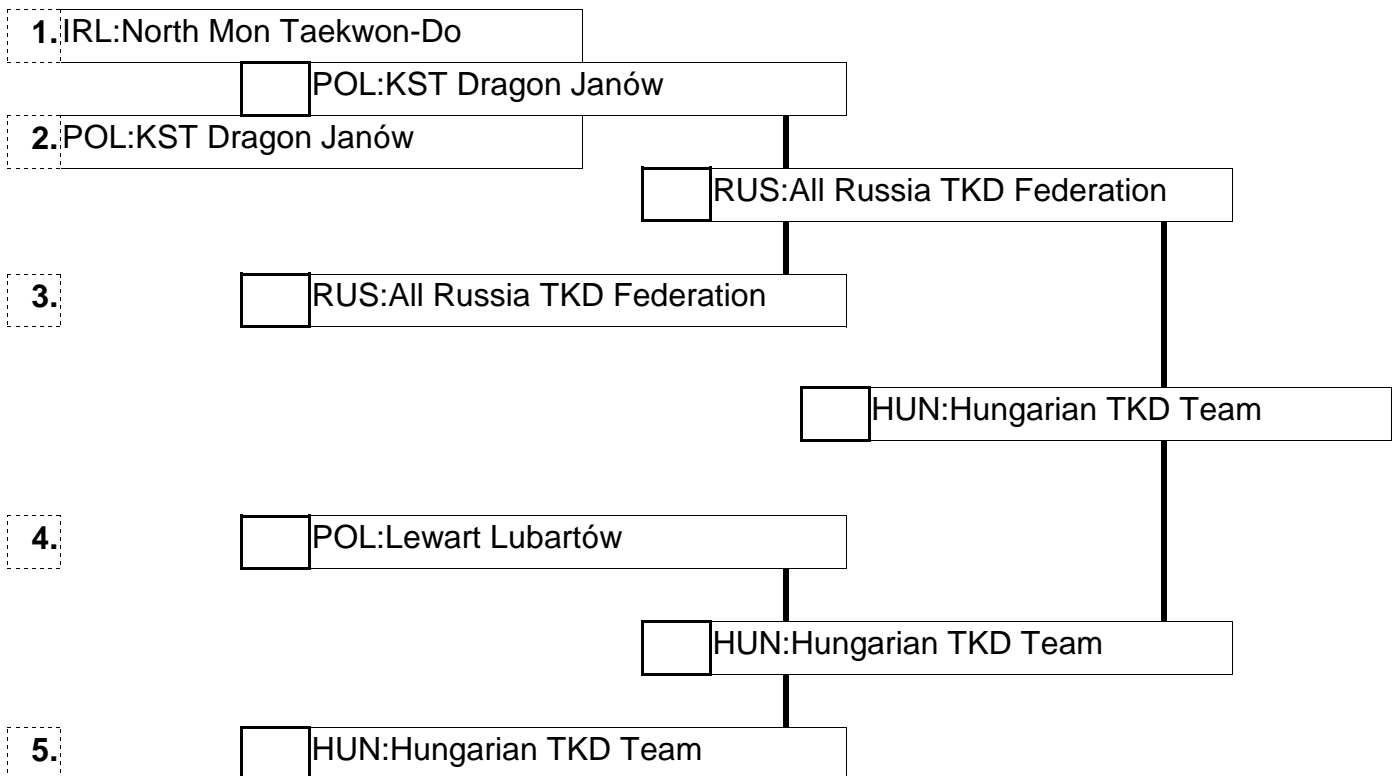 1. IRL:North Mon Taekwon-Do
POL:KST Dragon Janów
2. POL:KST Dragon Janów
RUS:All Russia TKD Federation
3. RUS:All Russia TKD Federation
HUN:Hungarian TKD Team
4. POL:Lewart Lubartów
HUN:Hungarian TKD Team
5. HUN:Hungarian TKD Team